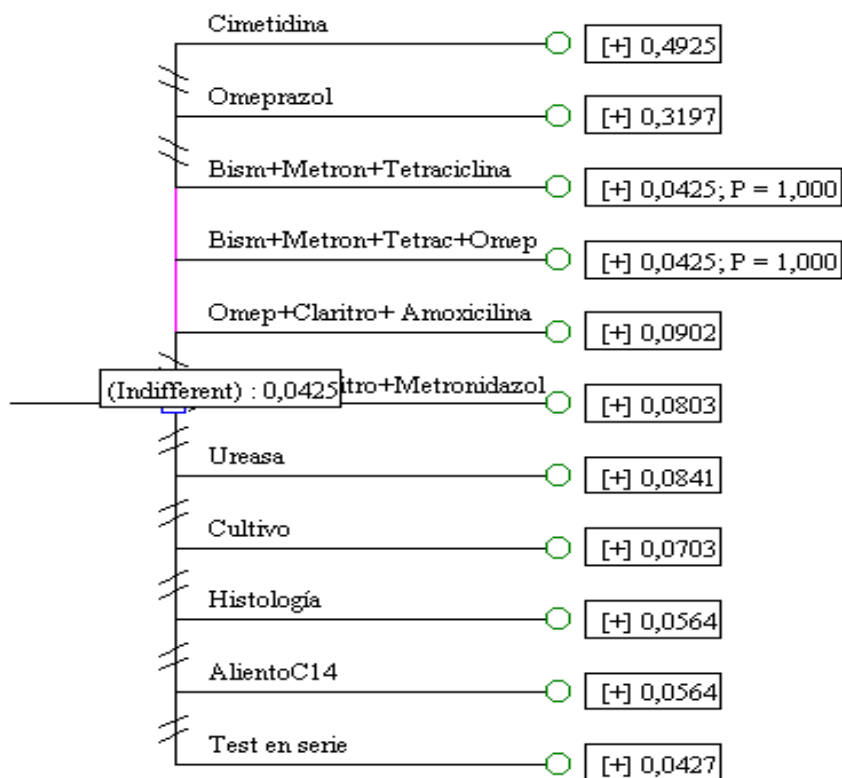 Cimetidina
[+] 0,4925
Omeprazol
[+] 0,3197
Bism+Metron+Tetraciclina
[+] 0,0425; P = 1,000
Bism+Metron+Tetrac+Omep
[+] 0,0425; P = 1,000
Omep+Claritro+ Amoxicilina
[+] 0,0902
(Indifferent) : 0,0425
itro+Metronidazol
[+] 0,0803
Ureasa
[+] 0,0841
Cultivo
[+] 0,0703
Histología
[+] 0,0564
AlientoC14
[+] 0,0564
Test en serie
[+] 0,0427